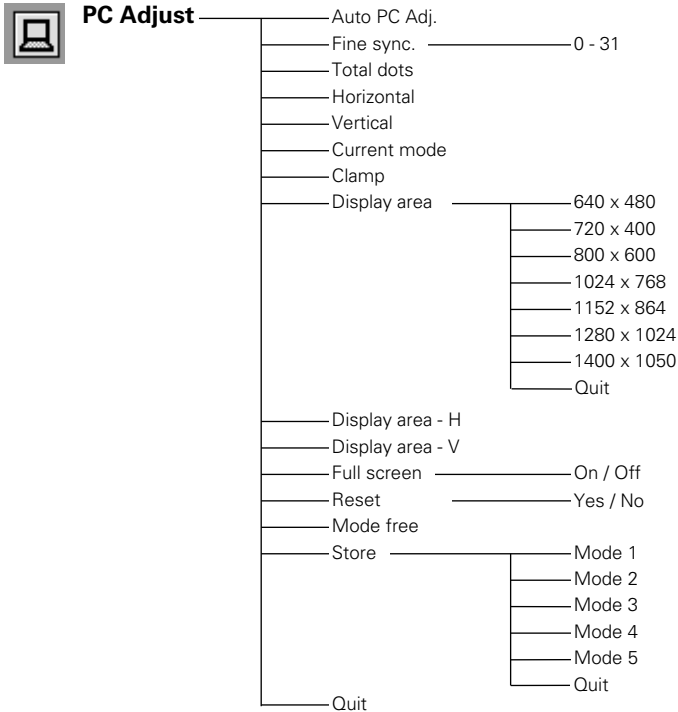 PC Adjust
Auto PC Adj.
Fine sync. 0 - 31
Total dots
Horizontal
Vertical
Current mode
Clamp
Display area 640 x 480
720 x 400
800 x 600
1024 x 768
1152 x 864
1280 x 1024
1400 x 1050
Quit
Display area - H
Display area - V
Full screen On / Off
Reset Yes / No
Mode free
Store Mode 1
Mode 2
Mode 3
Mode 4
Mode 5
Quit
Quit